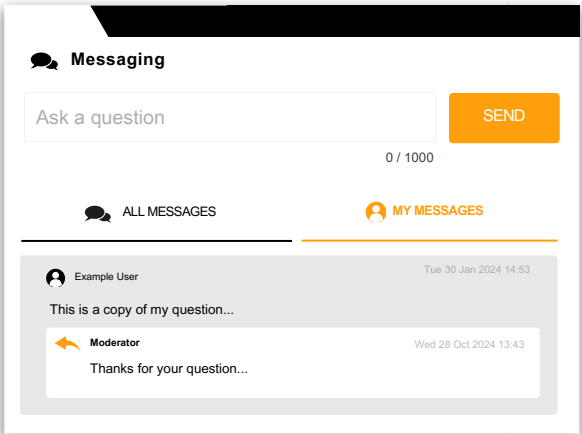 Messaging
Ask a question
SEND
0 / 1000
ALL MESSAGES
MY MESSAGES
Example User
Tue 30 Jan 2024 14:53
This is a copy of my question...
Moderator
Wed 28 Oct 2024 13:43
Thanks for your question...